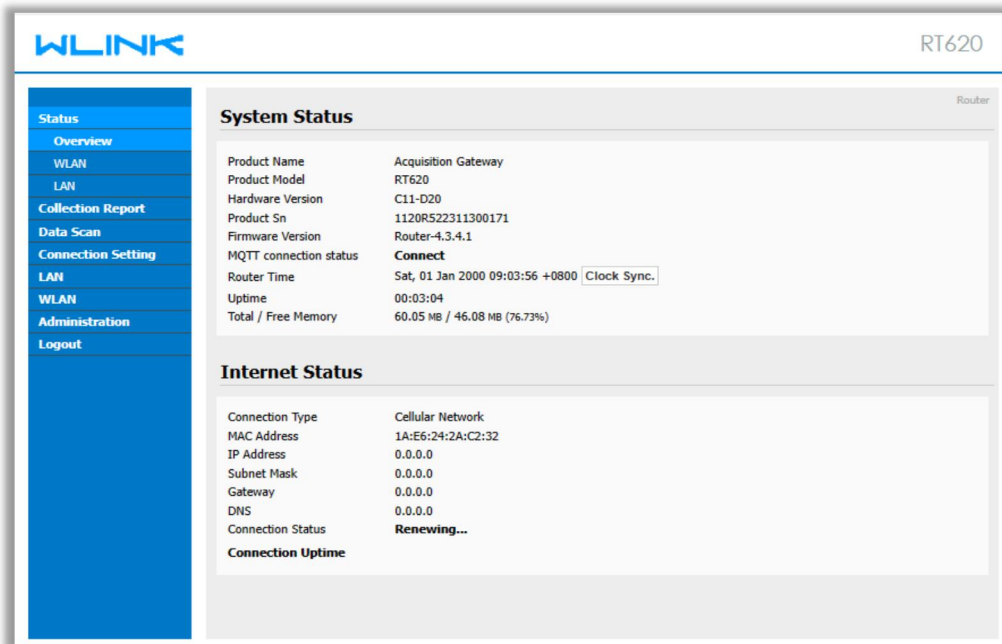 WLINK
RT620
Router
Status
Overview
WLAN
LAN
Collection Report
Data Scan
Connection Setting
LAN
WLAN
Administration
Logout
System Status
Product Name Acquisition Gateway
Product Model RT620
Hardware Version C11-D20
Product Sn 1120R522311300171
Firmware Version Router-4.3.4.1
MQTT connection status Connect
Router Time Sat, 01 Jan 2000 09:03:56 +0800 Clock Sync.
Uptime 00:03:04
Total / Free Memory 60.05 MB / 46.08 MB (76.73%)
Internet Status
Connection Type Cellular Network
MAC Address 1A:E6:24:2A:C2:32
IP Address 0.0.0.0
Subnet Mask 0.0.0.0
Gateway 0.0.0.0
DNS 0.0.0.0
Connection Status Renewing...
Connection Uptime